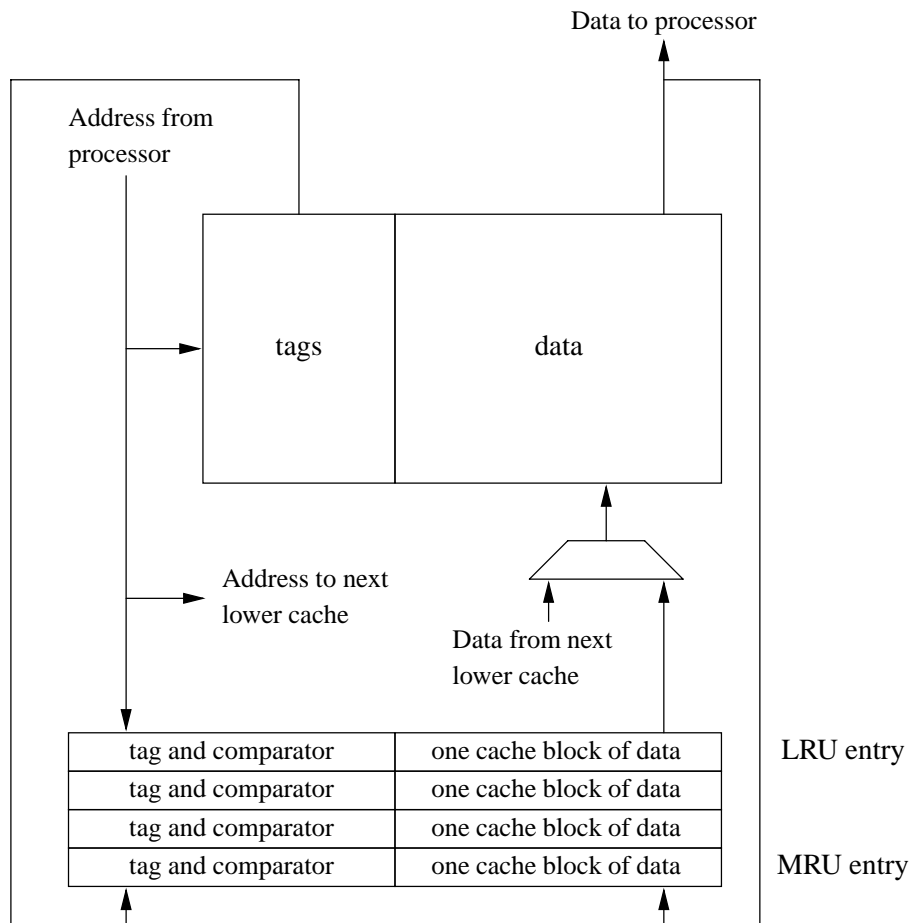 Data to processor
Address from
processor
tags
data
Address to next
lower cache
Data from next
lower cache
tag and comparator
one cache block of data
LRU entry
tag and comparator
one cache block of data
tag and comparator
one cache block of data
tag and comparator
one cache block of data
MRU entry